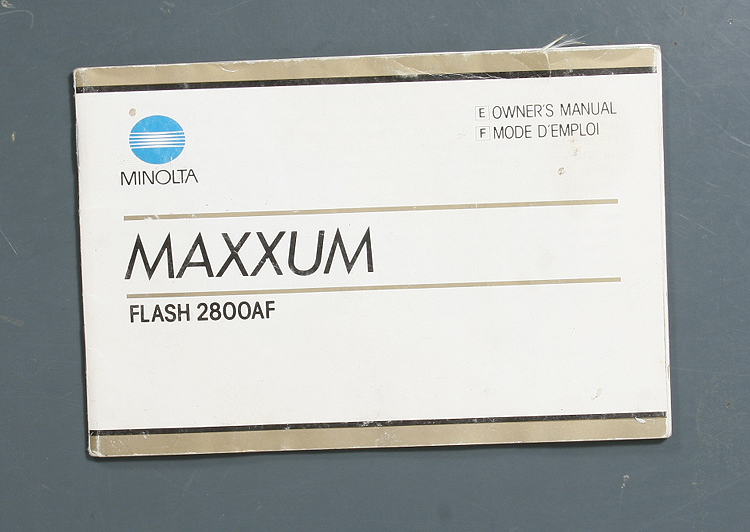 E OWNER'S MANUAL
F MODE D'EMPLOI
MINOLTA
MAXXUM
FLASH 2800AF